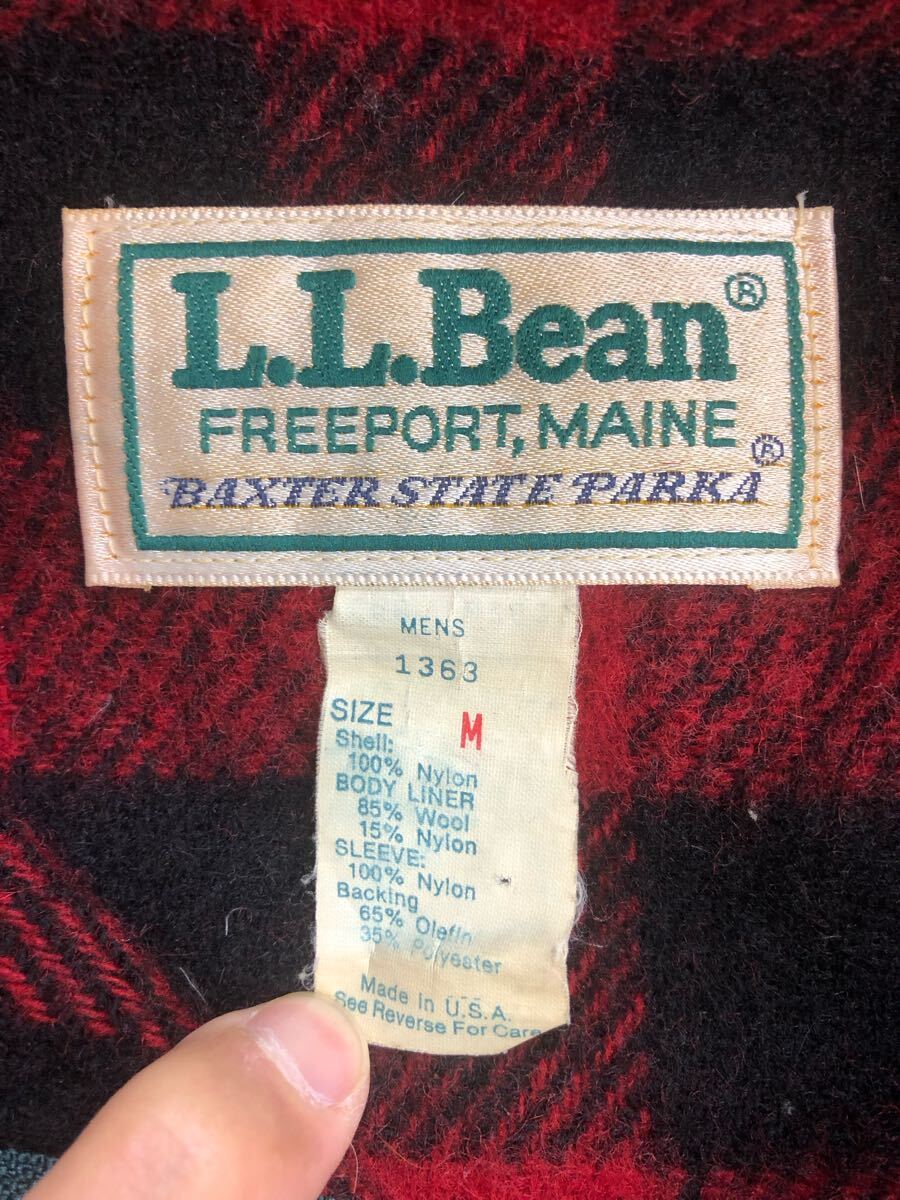 L.L.Bean®
FREEPORT, MAINE
BAXTER STATE PARKA®
MENS
1363
SIZE M
Shell:
100% Nylon
BODY LINER
85% Wool
15% Nylon
SLEEVE:
100% Nylon
Backing
65% Olefin
35% Polyester
Made in U.S.A.
See Reverse For Care